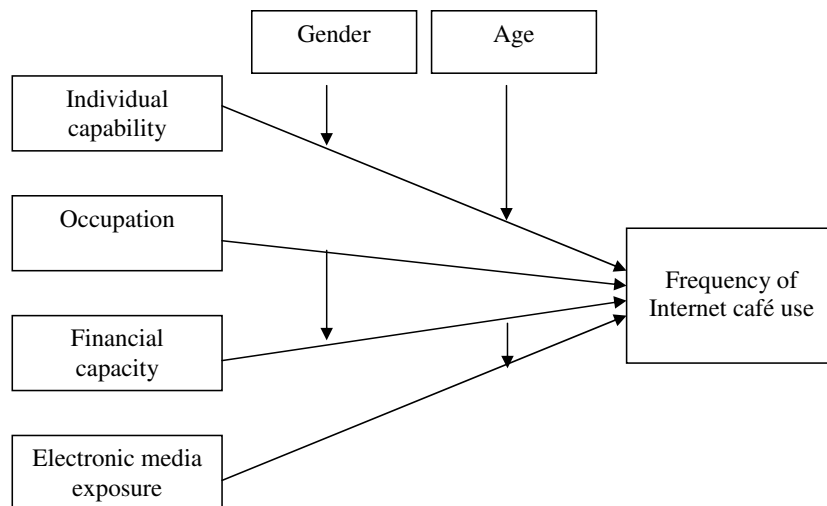 Gender
Age
Individual
capability
Occupation
Financial
capacity
Electronic media
exposure
Frequency of
Internet café use